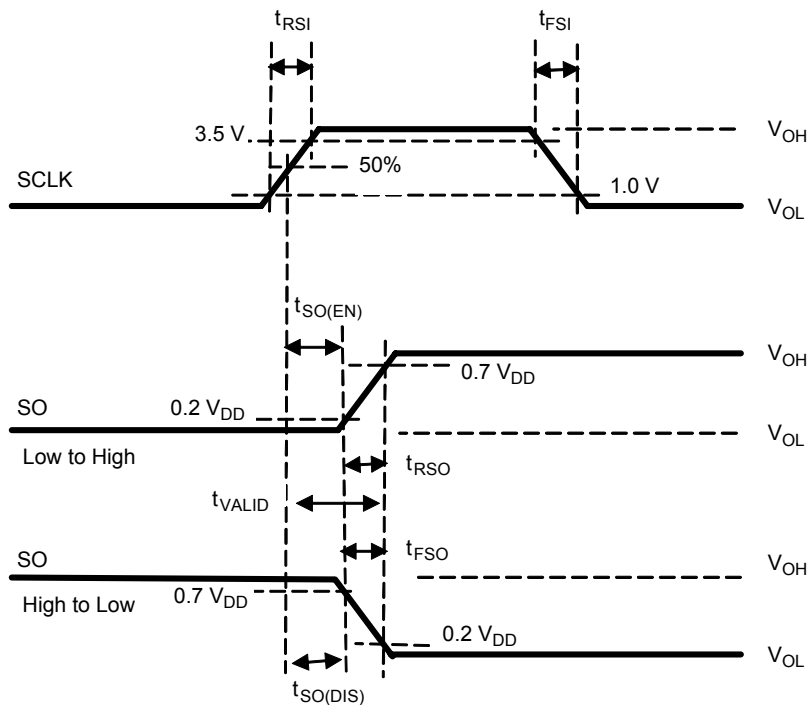 tRSI
tFSI
3.5 V
VOH
50%
SCLK
1.0 V
VOL
tSO(EN)
VOH
0.7 VDD
0.2 VDD
SO
VOL
Low to High
tRSO
tVALID
SO
tFSO
VOH
High to Low
0.7 VDD
0.2 VDD
VOL
tSO(DIS)